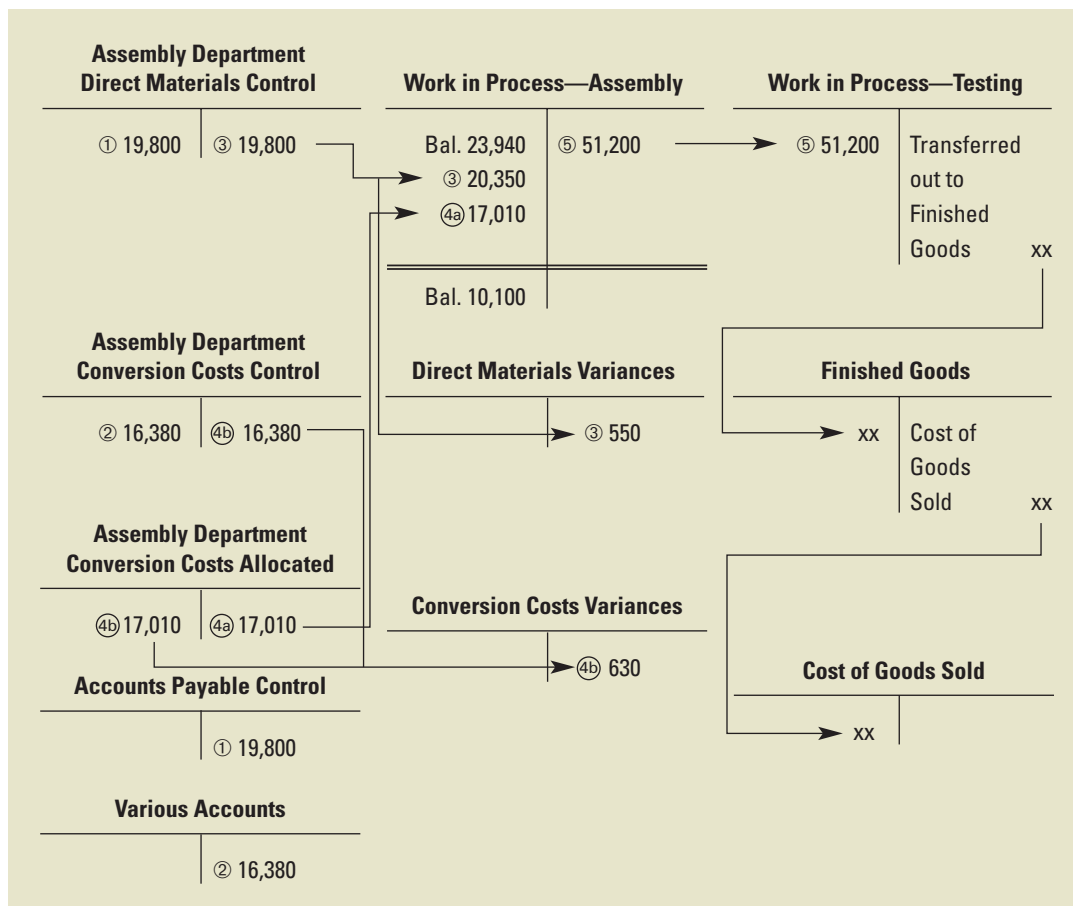 Assembly Department
Direct Materials Control
① 19,800 ③ 19,800
Work in Process—Assembly
Bal. 23,940 ⑤ 51,200
③ 20,350
4a 17,010
Bal. 10,100
Work in Process—Testing
⑤ 51,200 Transferred
out to
Finished
Goods xx
Assembly Department
Conversion Costs Control
② 16,380 4b 16,380
Direct Materials Variances
③ 550
Finished Goods
xx Cost of
Goods
Sold xx
Assembly Department
Conversion Costs Allocated
4b 17,010 4a 17,010
Conversion Costs Variances
4b 630
Cost of Goods Sold
xx
Accounts Payable Control
① 19,800
Various Accounts
② 16,380